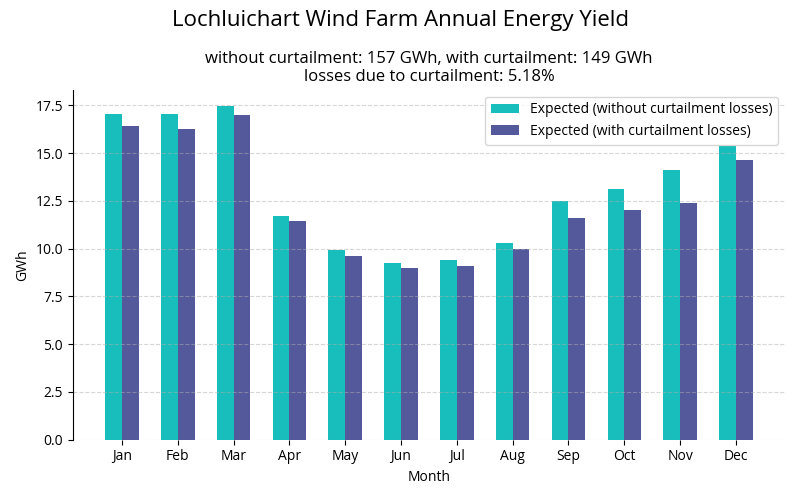 Lochluichart Wind Farm Annual Energy Yield
without curtailment: 157 GWh, with curtailment: 149 GWh
losses due to curtailment: 5.18%
Expected (without curtailment losses)
Expected (with curtailment losses)
GWh
17.5
15.0
12.5
10.0
7.5
5.0
2.5
0.0
Jan Feb Mar Apr May Jun Jul Aug Sep Oct Nov Dec
Month